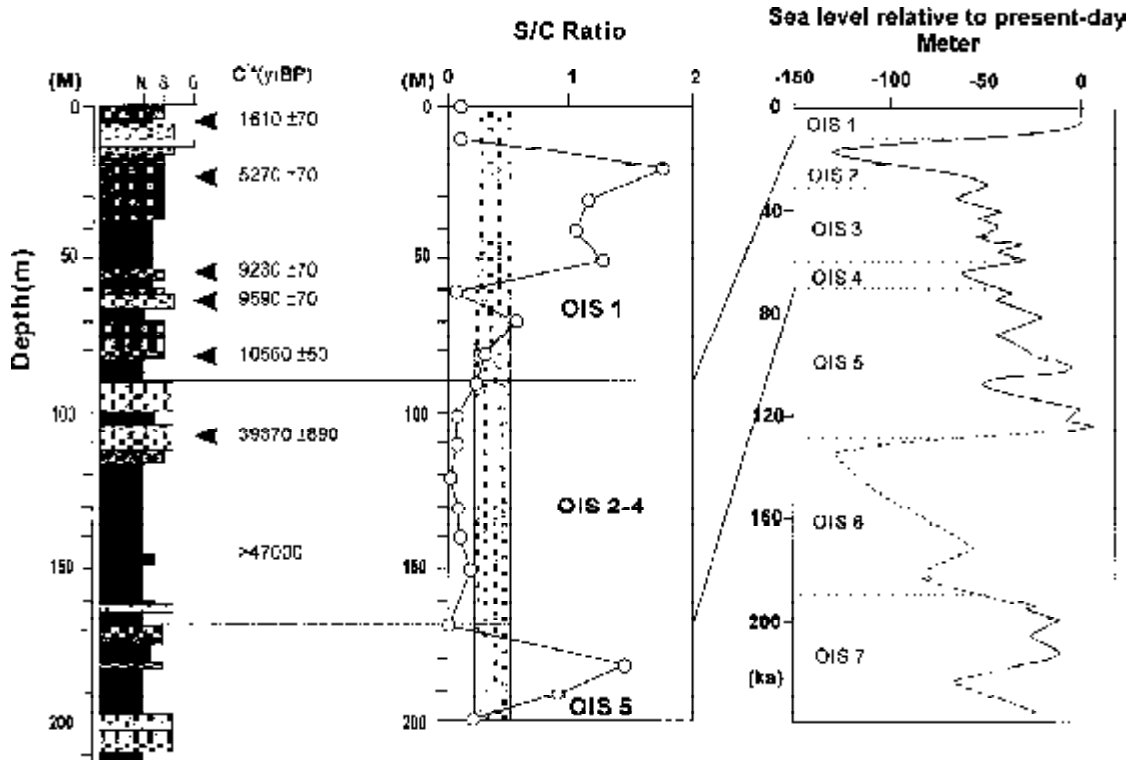 Sea level relative to present-day
S/C Ratio
Meter
(M)
N S G
C¹⁴(yrBP)
(M)
0 1 2
-150 -100 -50 0
0
0
0
1610 ±70
OIS 1
5270 ±70
OIS 2
40
OIS 3
50
50
9230 ±70
OIS 4
9590 ±70
OIS 1
80
10560 ±50
OIS 5
Depth(m)
100
100
120
39370 ±890
OIS 2-4
160
OIS 6
>47000
150
150
200
OIS 7
(ka)
OIS 5
200
200